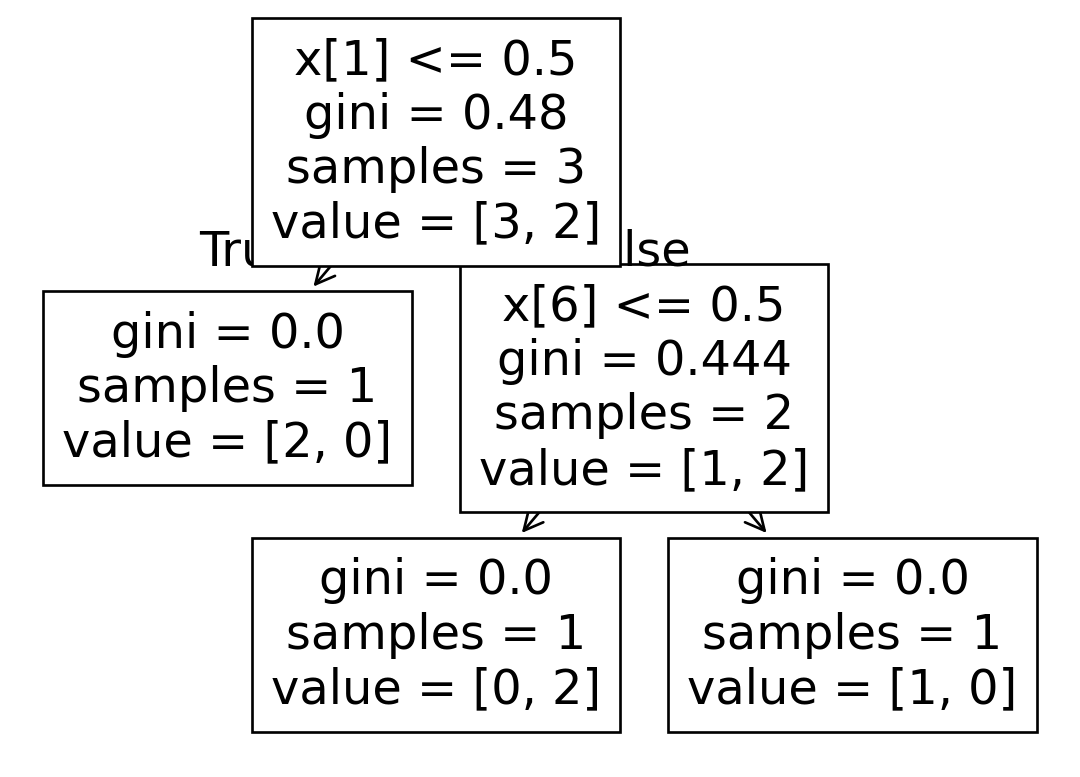 x[1] <= 0.5
gini = 0.48
samples = 3
value = [3, 2]
gini = 0.0
samples = 1
value = [2, 0]
x[6] <= 0.5
gini = 0.444
samples = 2
value = [1, 2]
gini = 0.0
samples = 1
value = [0, 2]
gini = 0.0
samples = 1
value = [1, 0]